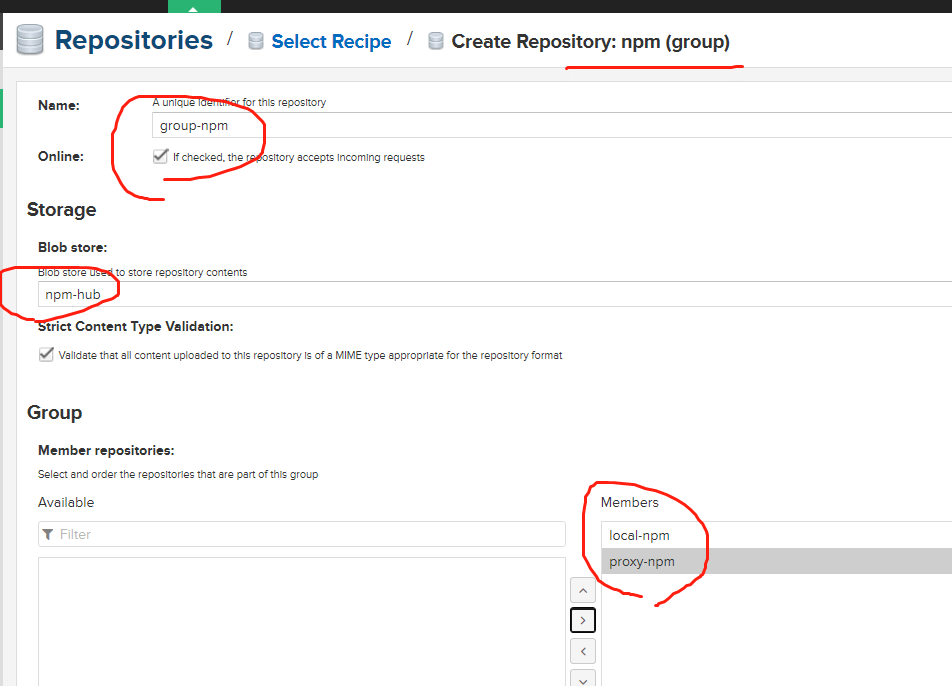 Repositories / Select Recipe / Create Repository: npm (group)
Name:
A unique identifier for this repository
group-npm
Online:
If checked, the repository accepts incoming requests
Storage
Blob store:
Blob store used to store repository contents
npm-hub
Strict Content Type Validation:
Validate that all content uploaded to this repository is of a MIME type appropriate for the repository format
Group
Member repositories:
Select and order the repositories that are part of this group
Available
Filter
Members
local-npm
proxy-npm